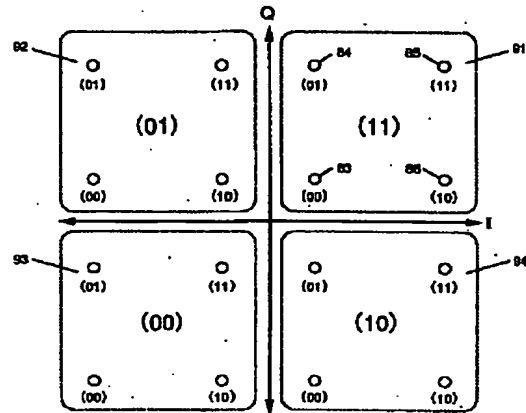 Q
92 84 85 91
(01) (11) (01) (11)
(01) (11)
83 86
(00) (10) (00) (10)
I
93 94
(01) (11) (01) (11)
(00) (10)
(00) (10) (00) (10)